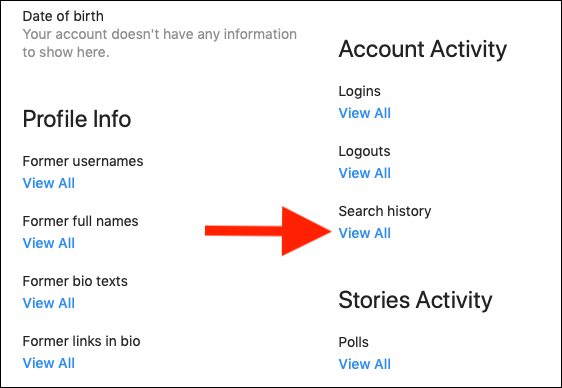 Date of birth
Your account doesn't have any information
to show here.
Profile Info
Former usernames
View All
Former full names
View All
Former bio texts
View All
Former links in bio
View All
Account Activity
Logins
View All
Logouts
View All
Search history
View All
Stories Activity
Polls
View All